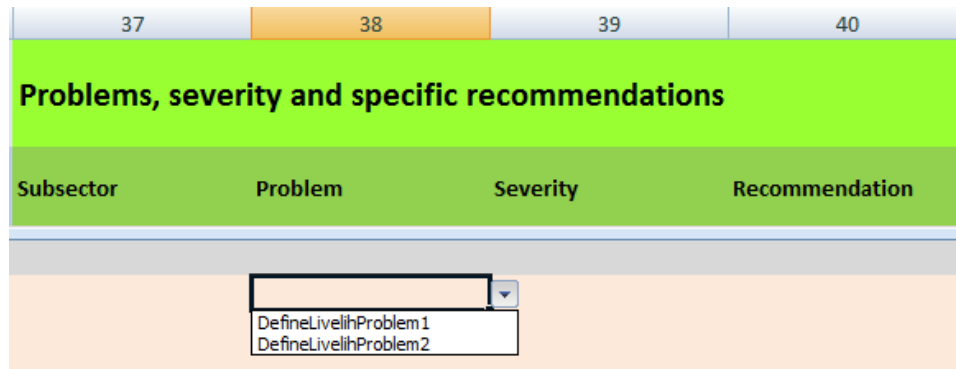 37 38 39 40
Problems, severity and specific recommendations
Subsector Problem Severity Recommendation
DefineLivelihProblem1
DefineLivelihProblem2